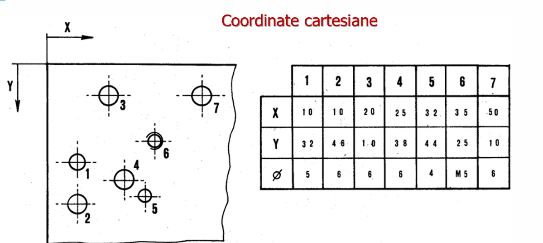 Coordinate cartesiane
X
Y
3
7
6
1
4
2
5
1 2 3 4 5 6 7
X 10 10 20 25 32 35 50
Y 32 46 10 38 44 25 10
Ø 5 6 6 6 4 M5 6